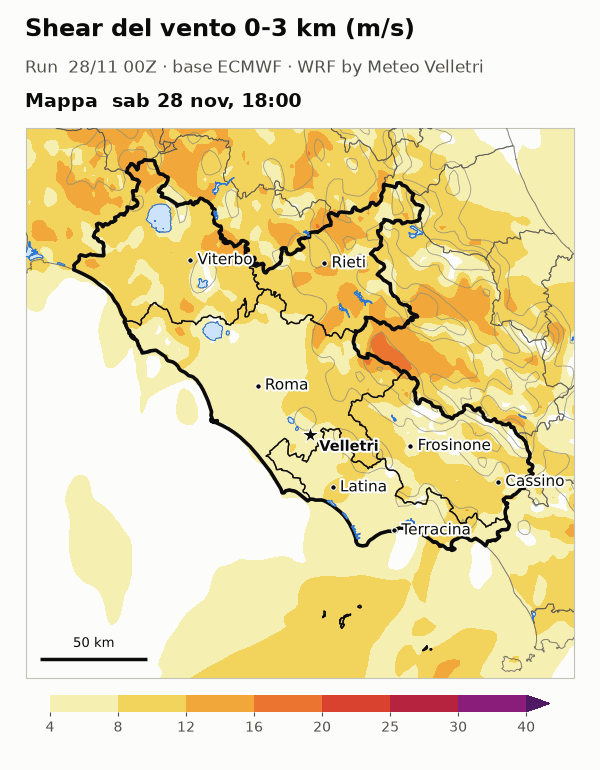 Shear del vento 0-3 km (m/s)
Run  28/11 00Z · base ECMWF · WRF by Meteo Velletri
Mappa  sab 28 nov, 18:00
Viterbo
Rieti
Roma
Velletri
Frosinone
Cassino
Latina
Terracina
50 km
4 8 12 16 20 25 30 40